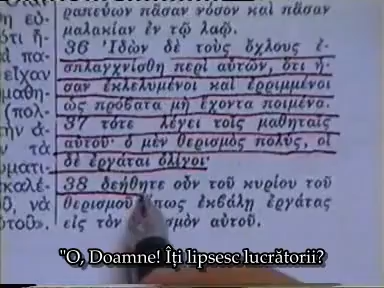 ραπεύων πᾶσαν νόσον καὶ πᾶσαν
μαλακίαν ἐν τῷ λαῷ.
36 Ἰδὼν δὲ τοὺς ὄχλους ἐ-
σπλαγχνίσθη περὶ αὐτῶν, ὅτι ἦ-
σαν ἐκλελυμένοι καὶ ἐρριμμένοι
ὡς πρόβατα μὴ ἔχοντα ποιμένα.
37 τότε λέγει τοῖς μαθηταῖς
αὐτοῦ· ὁ μὲν θερισμὸς πολύς, οἱ
δὲ ἐργάται ὀλίγοι·
38 δεήθητε οὖν τοῦ κυρίου τοῦ
θερισμοῦ ὅπως ἐκβάλῃ ἐργάτας
εἰς τὸν αὐτοῦ.
"O, Doamne! Îți lipsesc lucrătorii?